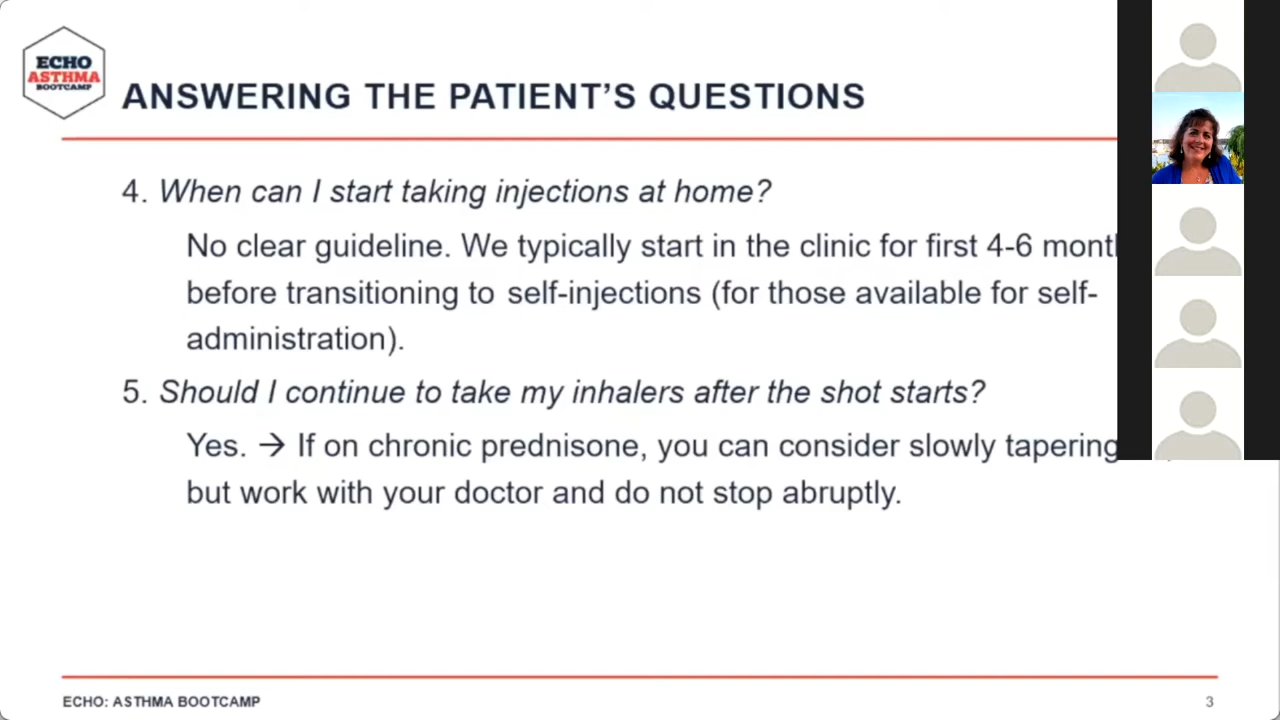 ECHO
ASTHMA
BOOTCAMP
ANSWERING THE PATIENT'S QUESTIONS
4. When can I start taking injections at home?
No clear guideline. We typically start in the clinic for first 4-6
before transitioning to self-injections (for those available for self-
administration).
5. Should I continue to take my inhalers after the shot starts?
Yes. → If on chronic prednisone, you can consider slowly tapering
but work with your doctor and do not stop abruptly.
ECHO: ASTHMA BOOTCAMP
3